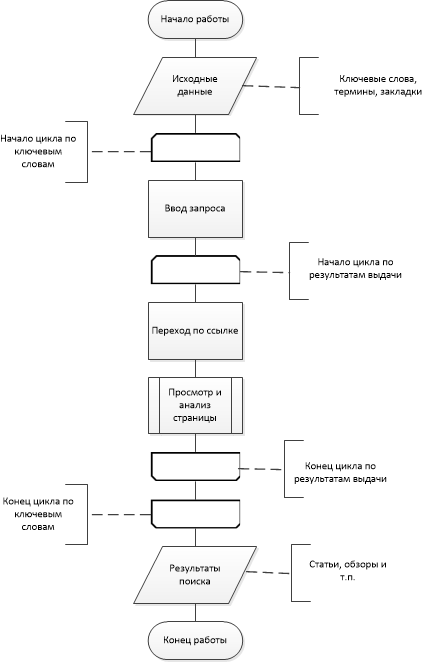 Начало работы
Исходные
данные
Ключевые слова,
термины, закладки
Начало цикла по
ключевым
словам
Ввод запроса
Начало цикла по
результатам выдачи
Переход по ссылке
Просмотр и
анализ
страницы
Конец цикла по
результатам выдачи
Конец цикла по
ключевым
словам
Результаты
поиска
Статьи, обзоры и
т.п.
Конец работы